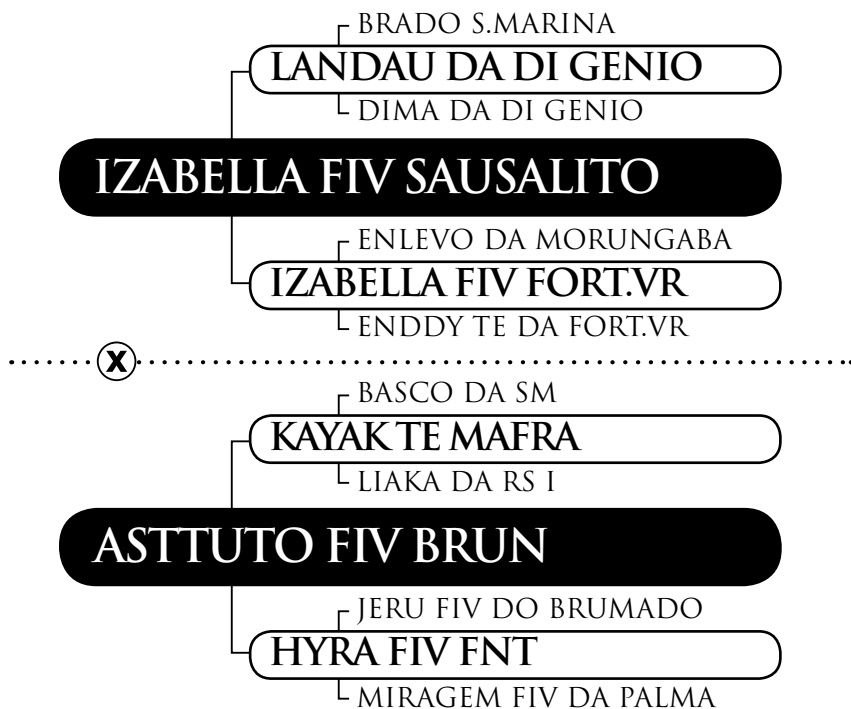 BRADO S.MARINA
LANDAU DA DI GENIO
DIMA DA DI GENIO
IZABELLA FIV SAUSALITO
ENLEVO DA MORUNGABA
IZABELLA FIV FORT.VR
ENDDY TE DA FORT.VR
X
BASCO DA SM
KAYAK TE MAFRA
LIAKA DA RS I
ASTTUTO FIV BRUN
JERU FIV DO BRUMADO
HYRA FIV FNT
MIRAGEM FIV DA PALMA